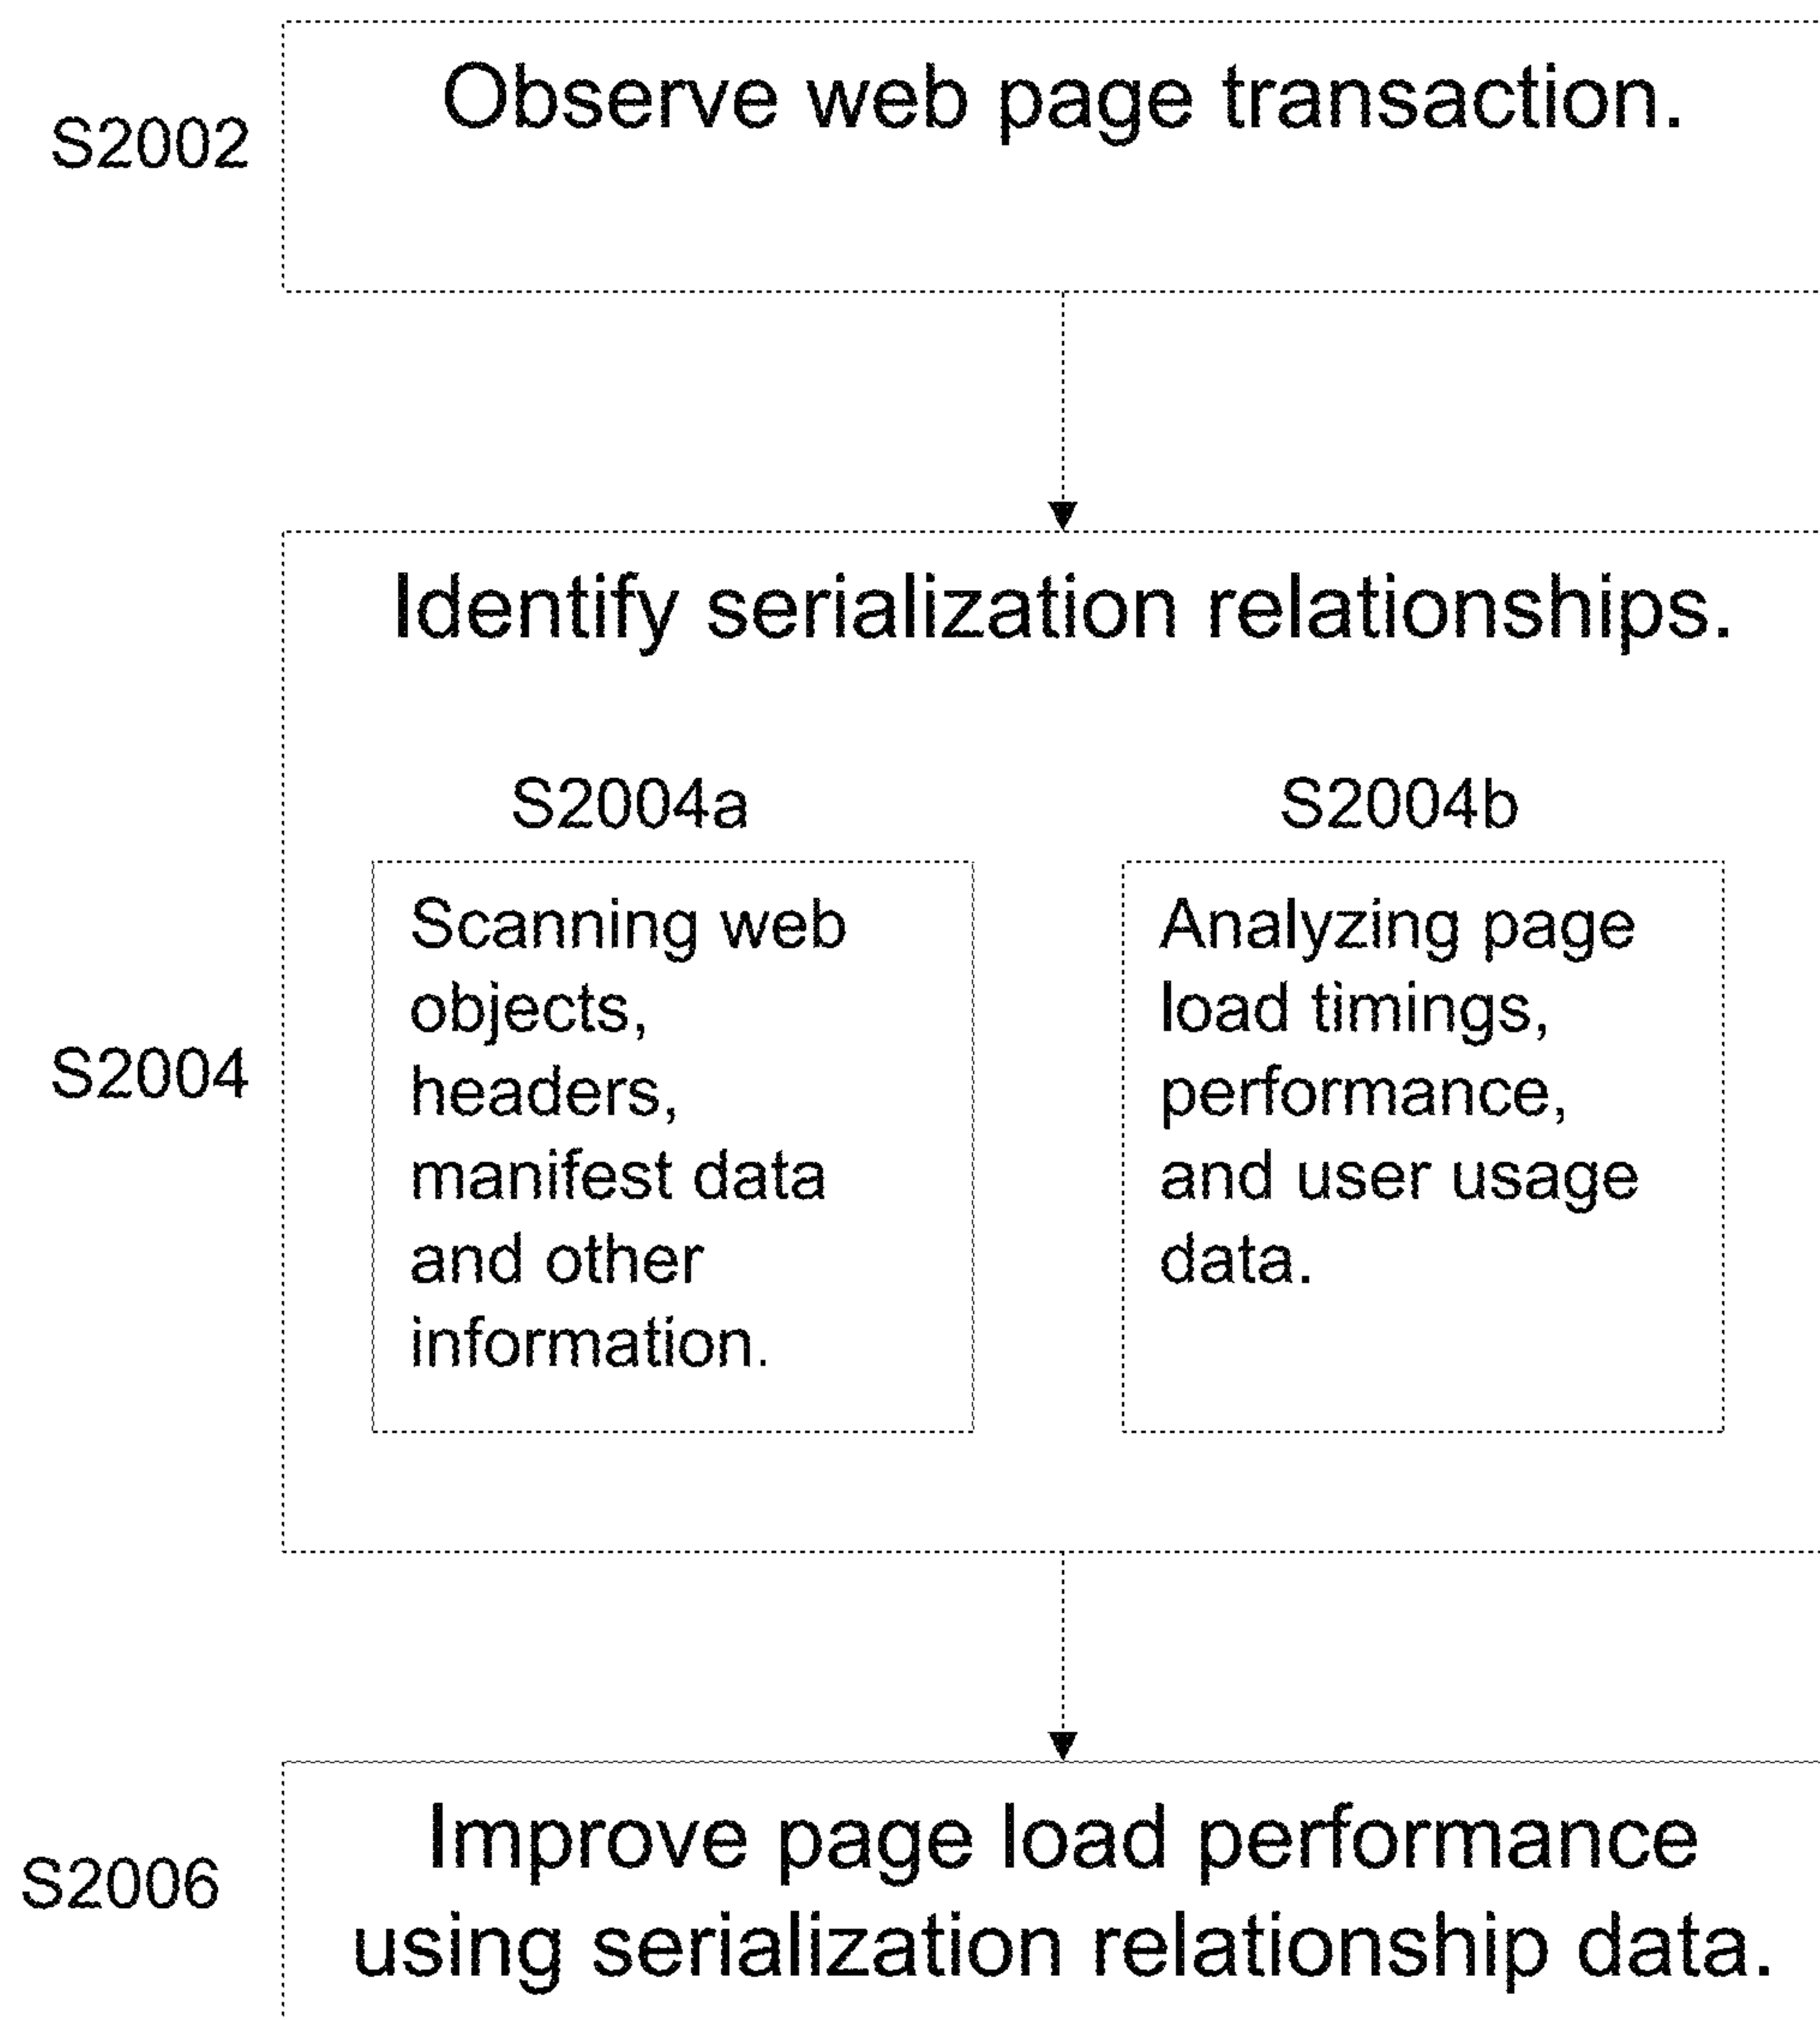 Observe web page transaction.
S2002
Identify serialization relationships.
S2004a
Scanning web
objects,
headers,
manifest data
and other
information.
S2004b
Analyzing page
load timings,
performance,
and user usage
data.
S2004
Improve page load performance
using serialization relationship data.
S2006